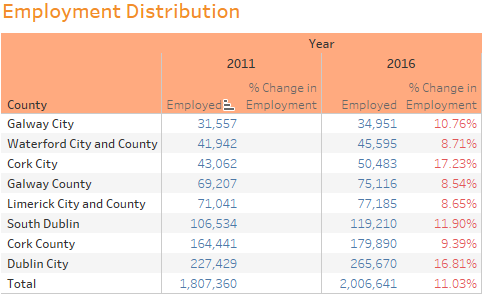 Employment Distribution
Year
2011 2016
% Change in % Change in
County Employed Employment Employed Employment
Galway City 31,557 34,951 10.76%
Waterford City and County 41,942 45,595 8.71%
Cork City 43,062 50,483 17.23%
Galway County 69,207 75,116 8.54%
Limerick City and County 71,041 77,185 8.65%
South Dublin 106,534 119,210 11.90%
Cork County 164,441 179,890 9.39%
Dublin City 227,429 265,670 16.81%
Total 1,807,360 2,006,641 11.03%